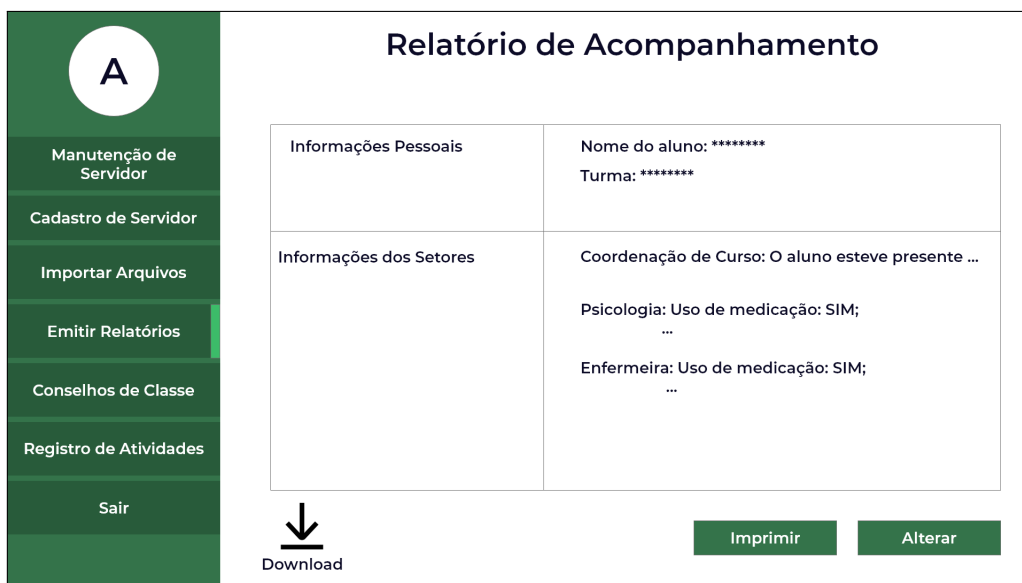 A
Manutenção de
Servidor
Cadastro de Servidor
Importar Arquivos
Emitir Relatórios
Conselhos de Classe
Registro de Atividades
Sair
Relatório de Acompanhamento
Informações Pessoais
Nome do aluno: ********
Turma: ********
Informações dos Setores
Coordenação de Curso: O aluno esteve presente ...
Psicologia: Uso de medicação: SIM;
...
Enfermeira: Uso de medicação: SIM;
...
Download
Imprimir
Alterar